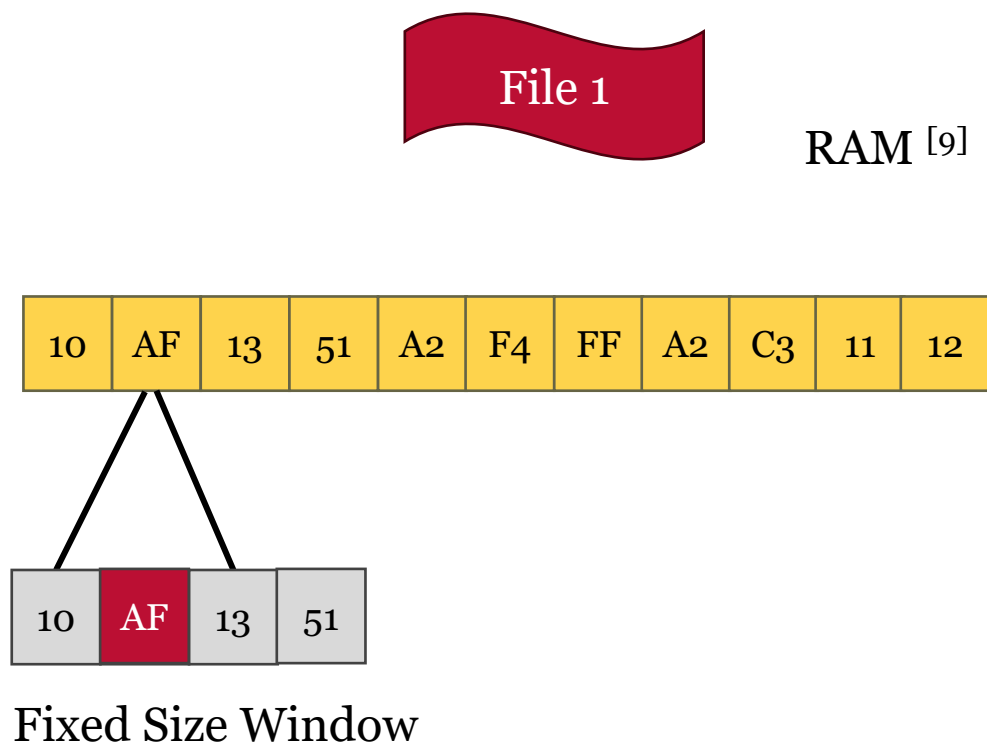 File 1
RAM [9]
10 AF 13 51 A2 F4 FF A2 C3 11 12
10 AF 13 51
Fixed Size Window